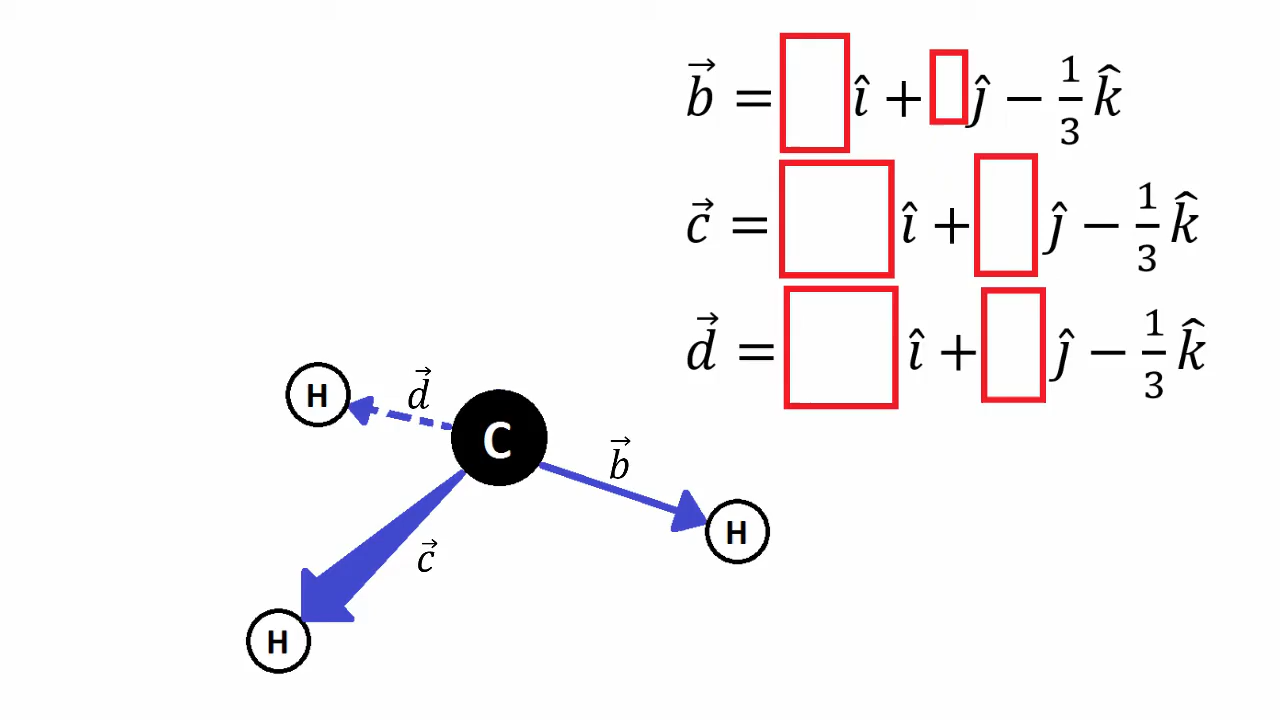 b⃗ = î + ĵ − 1/3 k̂
c⃗ = î + ĵ − 1/3 k̂
d⃗ = î + ĵ − 1/3 k̂
H d⃗
C
b⃗
H
c⃗
H